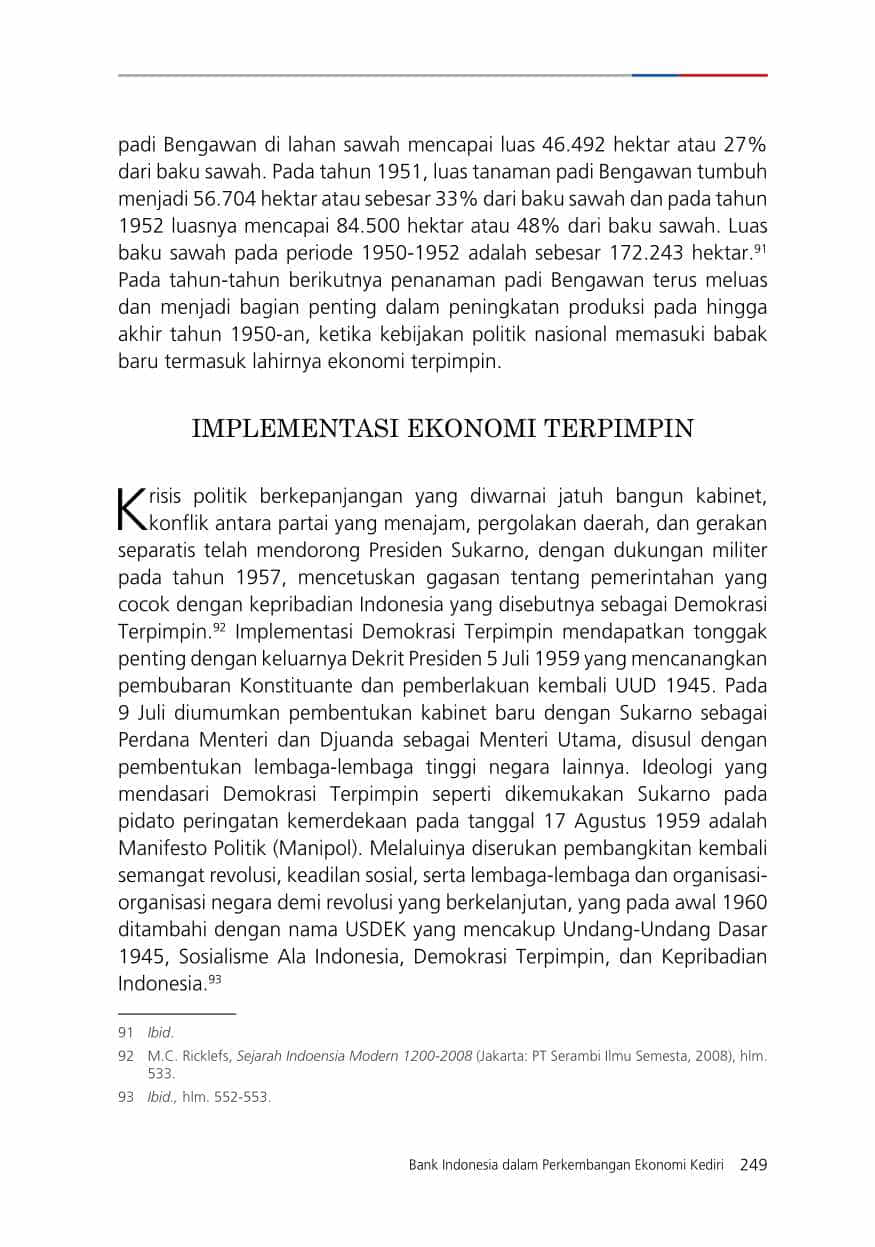 padi Bengawan di lahan sawah mencapai luas 46.492 hektar atau 27%
dari baku sawah. Pada tahun 1951, luas tanaman padi Bengawan tumbuh
menjadi 56.704 hektar atau sebesar 33% dari baku sawah dan pada tahun
1952 luasnya mencapai 84.500 hektar atau 48% dari baku sawah. Luas
baku sawah pada periode 1950-1952 adalah sebesar 172.243 hektar.⁹¹
Pada tahun-tahun berikutnya penanaman padi Bengawan terus meluas
dan menjadi bagian penting dalam peningkatan produksi pada hingga
akhir tahun 1950-an, ketika kebijakan politik nasional memasuki babak
baru termasuk lahirnya ekonomi terpimpin.
IMPLEMENTASI EKONOMI TERPIMPIN
Krisis politik berkepanjangan yang diwarnai jatuh bangun kabinet,
konflik antara partai yang menajam, pergolakan daerah, dan gerakan
separatis telah mendorong Presiden Sukarno, dengan dukungan militer
pada tahun 1957, mencetuskan gagasan tentang pemerintahan yang
cocok dengan kepribadian Indonesia yang disebutnya sebagai Demokrasi
Terpimpin.⁹² Implementasi Demokrasi Terpimpin mendapatkan tonggak
penting dengan keluarnya Dekrit Presiden 5 Juli 1959 yang mencanangkan
pembubaran Konstituante dan pemberlakuan kembali UUD 1945. Pada
9 Juli diumumkan pembentukan kabinet baru dengan Sukarno sebagai
Perdana Menteri dan Djuanda sebagai Menteri Utama, disusul dengan
pembentukan lembaga-lembaga tinggi negara lainnya. Ideologi yang
mendasari Demokrasi Terpimpin seperti dikemukakan Sukarno pada
pidato peringatan kemerdekaan pada tanggal 17 Agustus 1959 adalah
Manifesto Politik (Manipol). Melaluinya diserukan pembangkitan kembali
semangat revolusi, keadilan sosial, serta lembaga-lembaga dan organisasi-
organisasi negara demi revolusi yang berkelanjutan, yang pada awal 1960
ditambahi dengan nama USDEK yang mencakup Undang-Undang Dasar
1945, Sosialisme Ala Indonesia, Demokrasi Terpimpin, dan Kepribadian
Indonesia.⁹³
91 Ibid.
92 M.C. Ricklefs, Sejarah Indoensia Modern 1200-2008 (Jakarta: PT Serambi Ilmu Semesta, 2008), hlm.
533.
93 Ibid., hlm. 552-553.
Bank Indonesia dalam Perkembangan Ekonomi Kediri 249